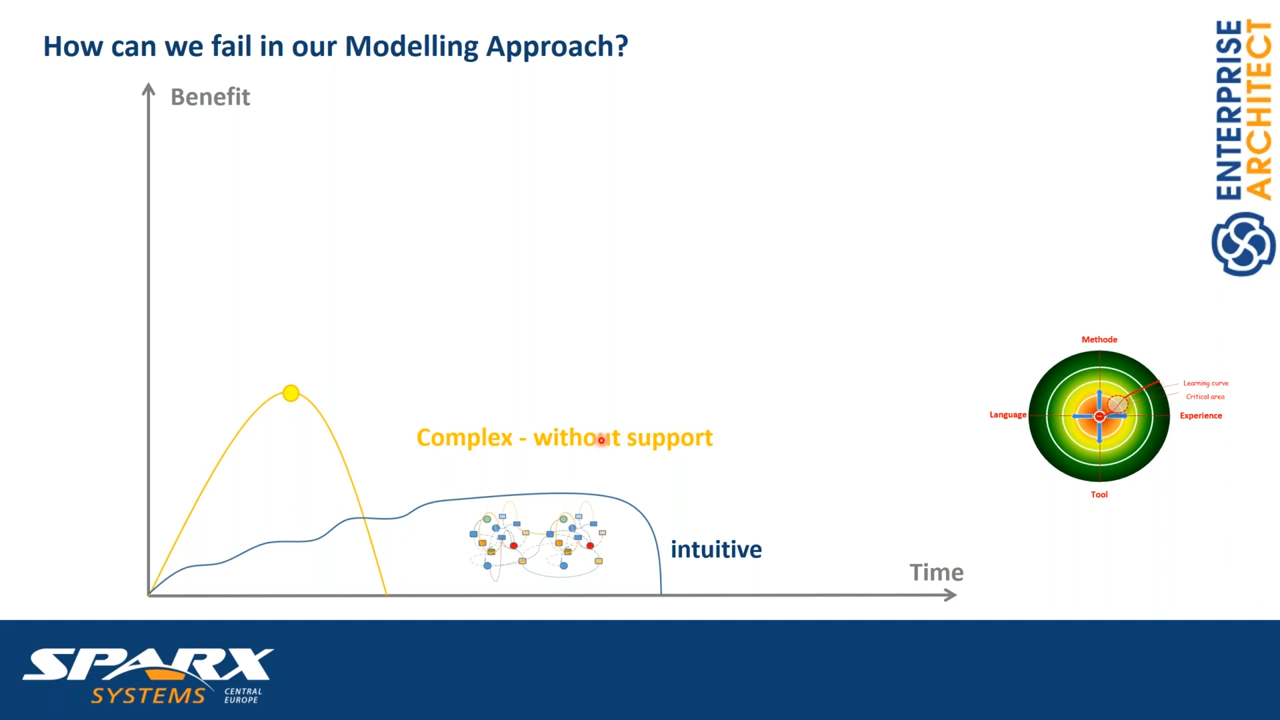 How can we fail in our Modelling Approach?
Benefit
ENTERPRISE
ARCHITECT
Methode
Learning curve
Critical area
Language
Experience
Tool
Complex - without support
intuitive
Time
SPARX
SYSTEMS
CENTRAL
EUROPE